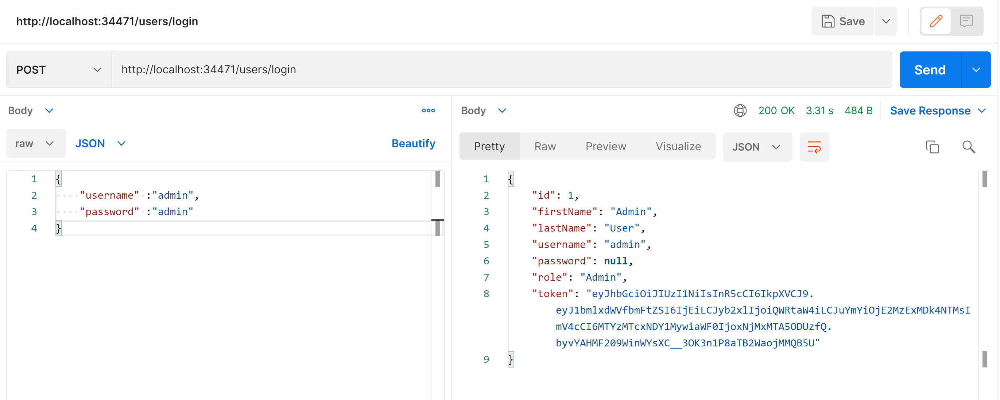 http://localhost:34471/users/login
Save
POST
http://localhost:34471/users/login
Send
Body
raw
JSON
Beautify
1 {
2 "username" :"admin",
3 "password" :"admin"
4 }
Body
200 OK 3.31 s 484 B Save Response
Pretty Raw Preview Visualize JSON
1 {
2 "id": 1,
3 "firstName": "Admin",
4 "lastName": "User",
5 "username": "admin",
6 "password": null,
7 "role": "Admin",
8 "token": "eyJhbGciOiJIUzI1NiIsInR5cCI6IkpXVCJ9.
eyJ1bmlxdWVfbmFtZSI6IjEiLCJyb2xlIjoiQWRtaW4iLCJuYmYiOjE2MzExMDk4NTMsI
mV4cCI6MTYzMTcxNDY1MywiaWF0IjoxNjMxMTA5ODUzfQ.
byvYAHMF209WinWYsXC__3OK3n1P8aTB2WaojMMQB5U"
9 }